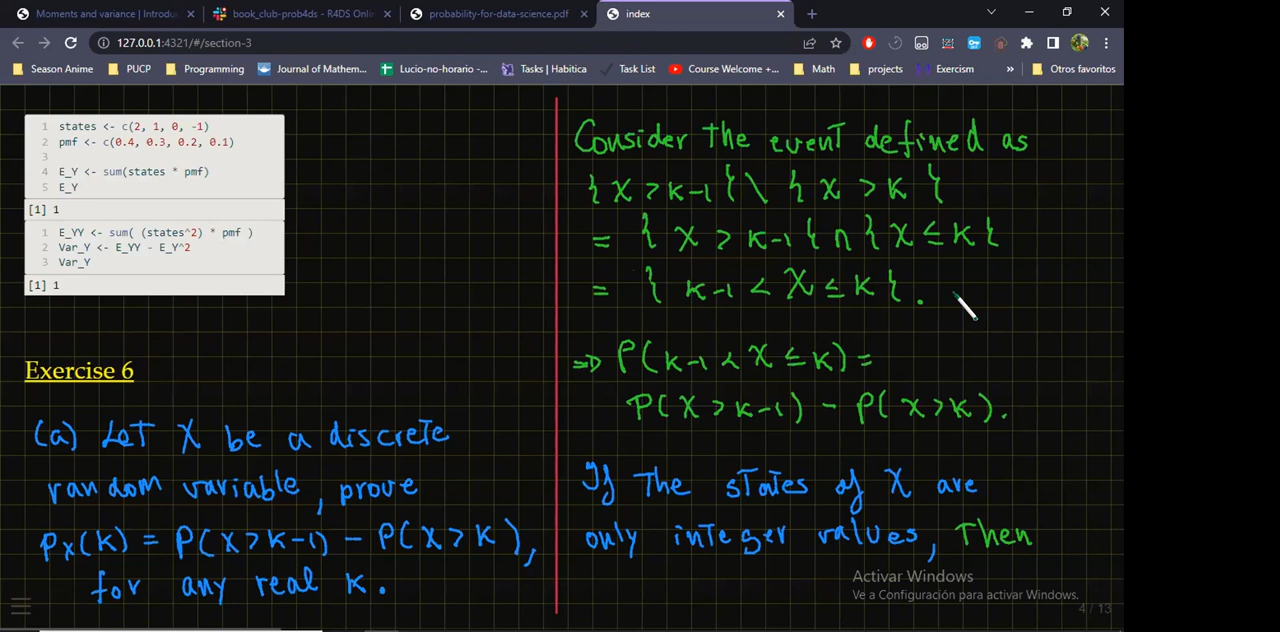 Moments and variance | Introdu
book_club-prob4ds - R4DS Onlin
probability-for-data-science.pdf
index
127.0.0.1:4321/#/section-3
Season Anime
PUCP
Programming
Journal of Mathem...
Lucio-no-horario -...
Tasks | Habitica
Task List
Course Welcome +...
Math
projects
Exercism
»
Otros favoritos
1 states <- c(2, 1, 0, -1)
2 pmf <- c(0.4, 0.3, 0.2, 0.1)
3
4 E_Y <- sum(states * pmf)
5 E_Y
[1] 1
1 E_YY <- sum( (states^2) * pmf )
2 Var_Y <- E_YY - E_Y^2
3 Var_Y
[1] 1
Exercise 6
(a) Let X be a discrete
random variable, prove
Px(k) = P(X>k-1) - P(X>k),
for any real k.
Consider the event defined as
{X>k-1}\{X>k}
= {X>k-1}∩{X≤k}
= {k-1<X≤k}.
⇒ P(k-1<X≤k)=
P(X>k-1) - P(X>k).
If the states of X are
only integer values, Then
Activar Windows
Ve a Configuración para activar Windows.
4 / 13